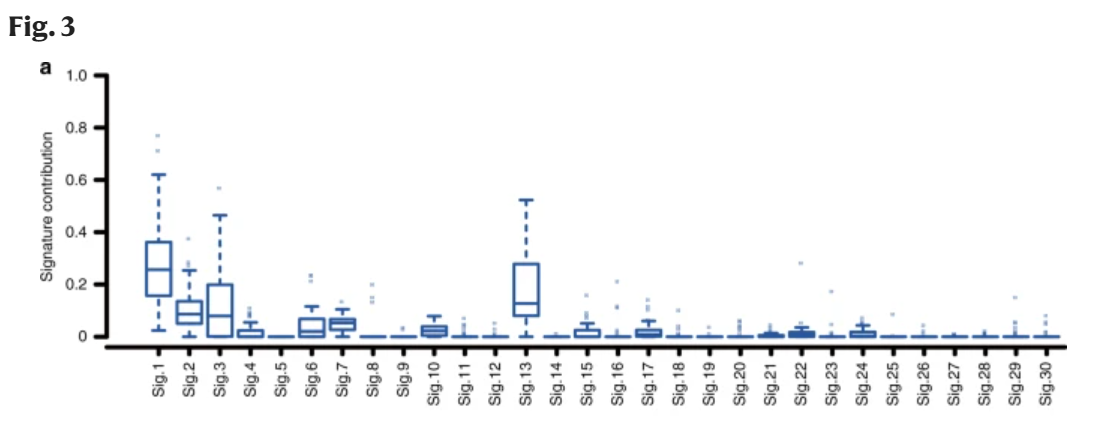 Fig. 3
a
1.0
0.8
0.6
0.4
0.2
0
Signature contribution
Sig.1
Sig.2
Sig.3
Sig.4
Sig.5
Sig.6
Sig.7
Sig.8
Sig.9
Sig.10
Sig.11
Sig.12
Sig.13
Sig.14
Sig.15
Sig.16
Sig.17
Sig.18
Sig.19
Sig.20
Sig.21
Sig.22
Sig.23
Sig.24
Sig.25
Sig.26
Sig.27
Sig.28
Sig.29
Sig.30